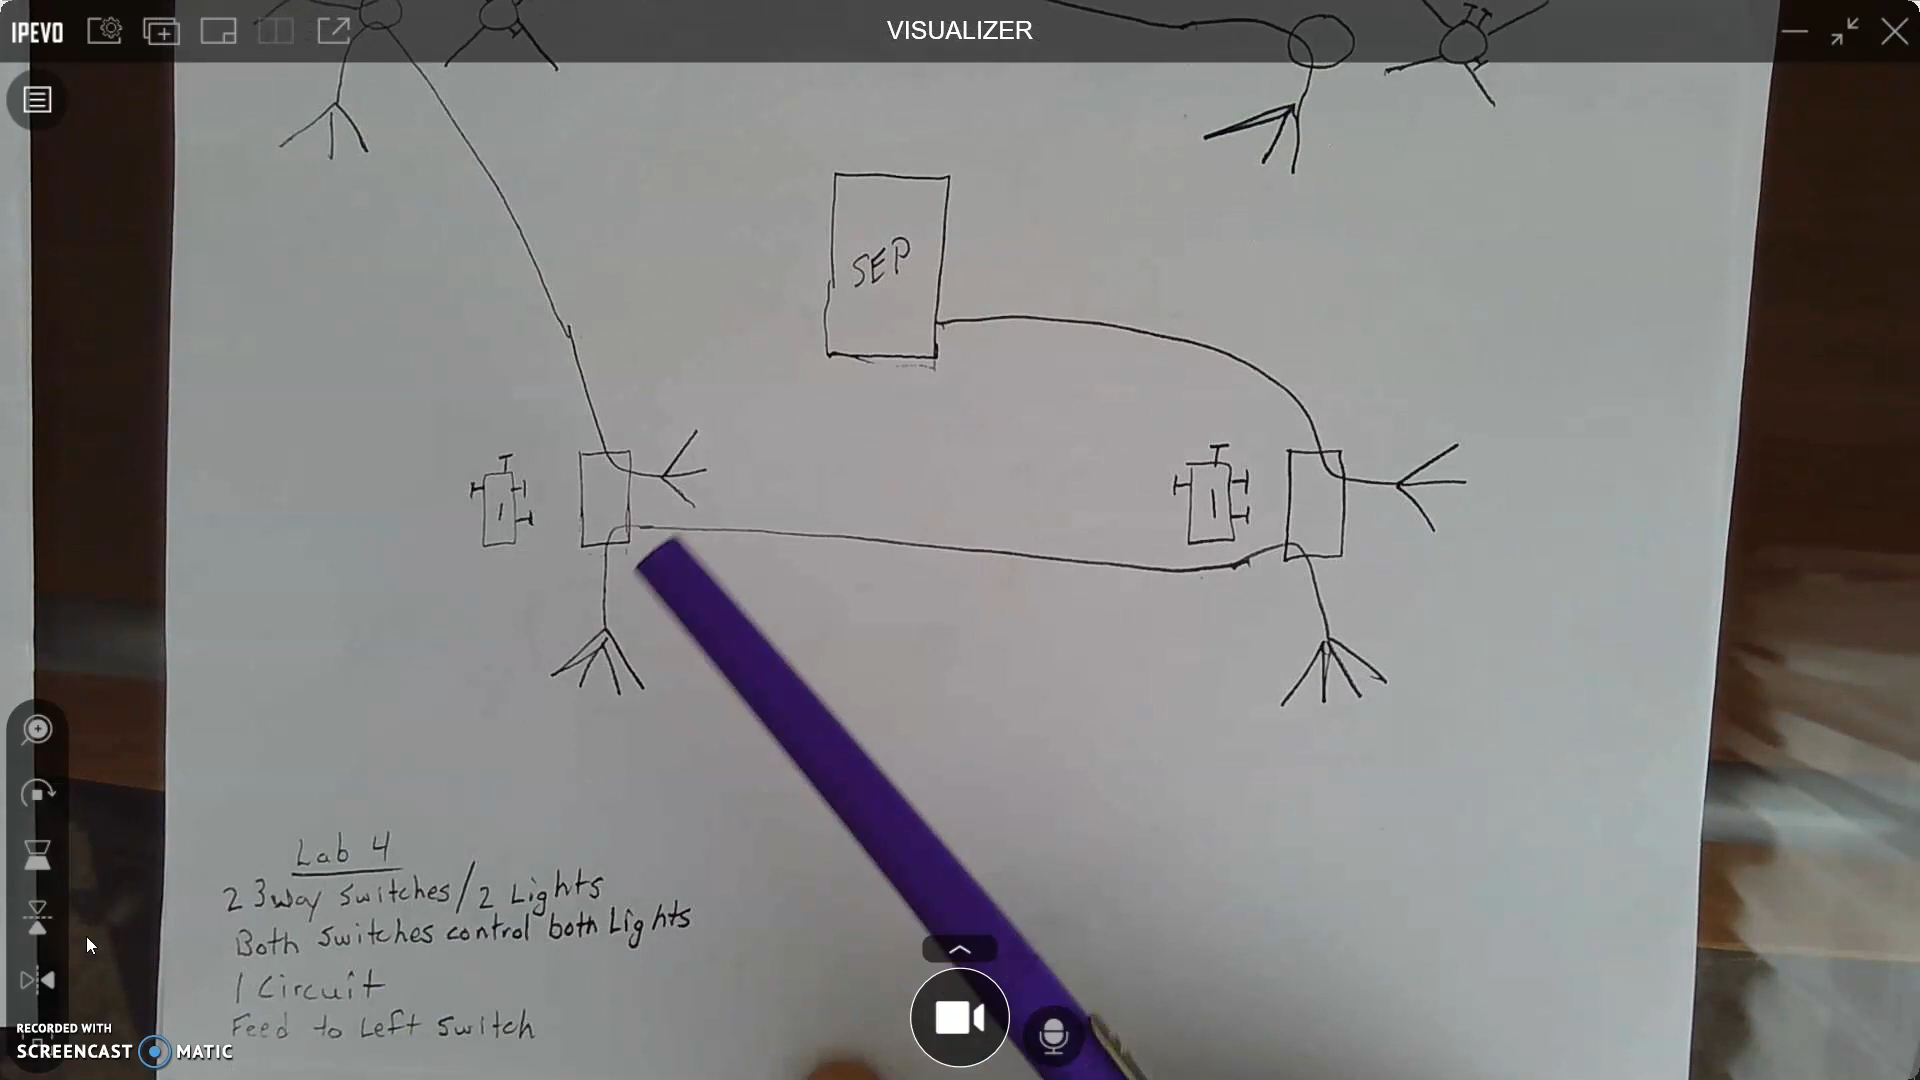 IPEVO
VISUALIZER
SEP
Lab 4
2 3way switches/2 Lights
Both switches control both Lights
1 Circuit
Feed to Left switch
RECORDED WITH
SCREENCAST MATIC